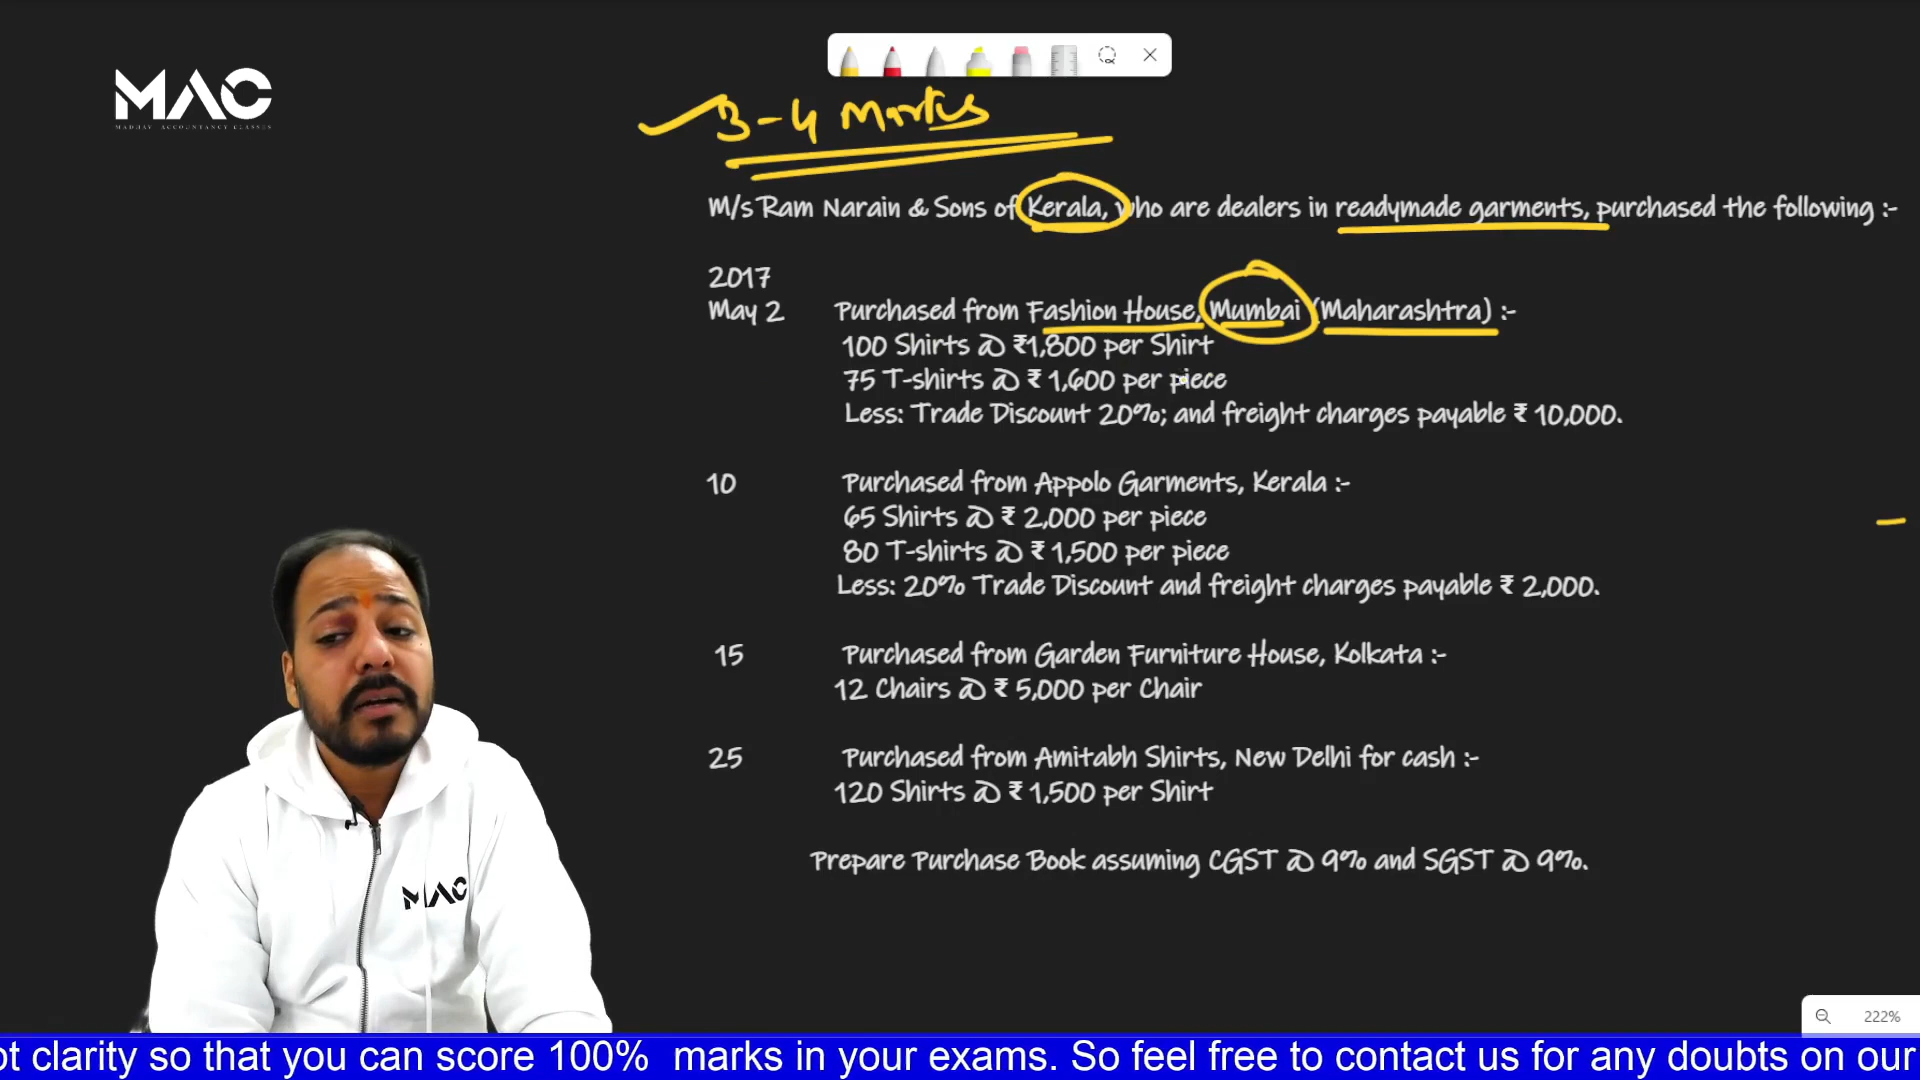 MAC
MADHAV ACCOUNTANCY CLASSES
3-4 Marks
M/s Ram Narain & Sons of Kerala, who are dealers in readymade garments, purchased the following :-
2017
May 2 Purchased from Fashion House, Mumbai (Maharashtra) :-
100 Shirts @ ₹1,800 per Shirt
75 T-shirts @ ₹ 1,600 per piece
Less: Trade Discount 20%; and freight charges payable ₹ 10,000.
10 Purchased from Appolo Garments, Kerala :-
65 Shirts @ ₹ 2,000 per piece
80 T-shirts @ ₹ 1,500 per piece
Less: 20% Trade Discount and freight charges payable ₹ 2,000.
15 Purchased from Garden Furniture House, Kolkata :-
12 Chairs @ ₹ 5,000 per Chair
25 Purchased from Amitabh Shirts, New Delhi for cash :-
120 Shirts @ ₹ 1,500 per Shirt
Prepare Purchase Book assuming CGST @ 9% and SGST @ 9%.
MAC
222%
ot clarity so that you can score 100% marks in your exams. So feel free to contact us for any doubts on our